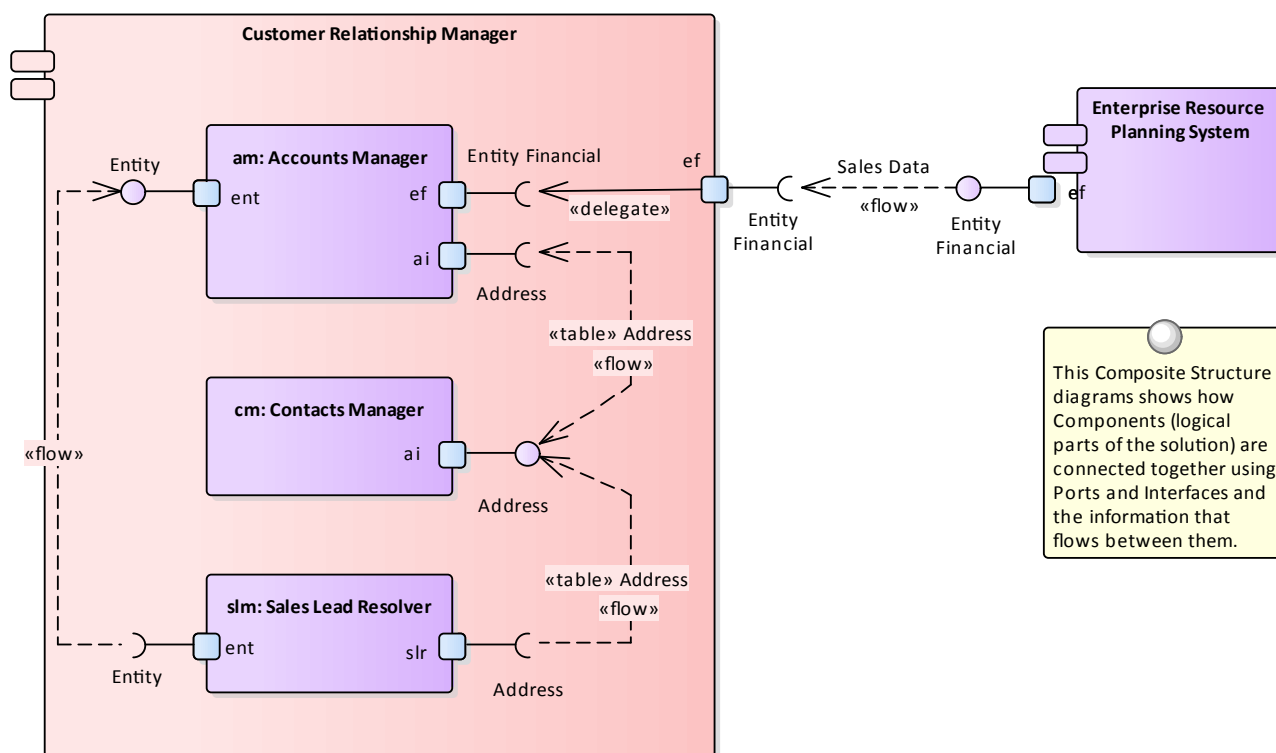 Customer Relationship Manager
Enterprise Resource
Planning System
am: Accounts Manager
Entity
Entity Financial
ent
ef
ef
«delegate»
Sales Data
«flow»
Entity
Financial
Entity
Financial
ef
ai
Address
«table» Address
«flow»
cm: Contacts Manager
ai
Address
«flow»
«table» Address
«flow»
slm: Sales Lead Resolver
ent
slr
Entity
Address
This Composite Structure
diagrams shows how
Components (logical
parts of the solution) are
connected together using
Ports and Interfaces and
the information that
flows between them.